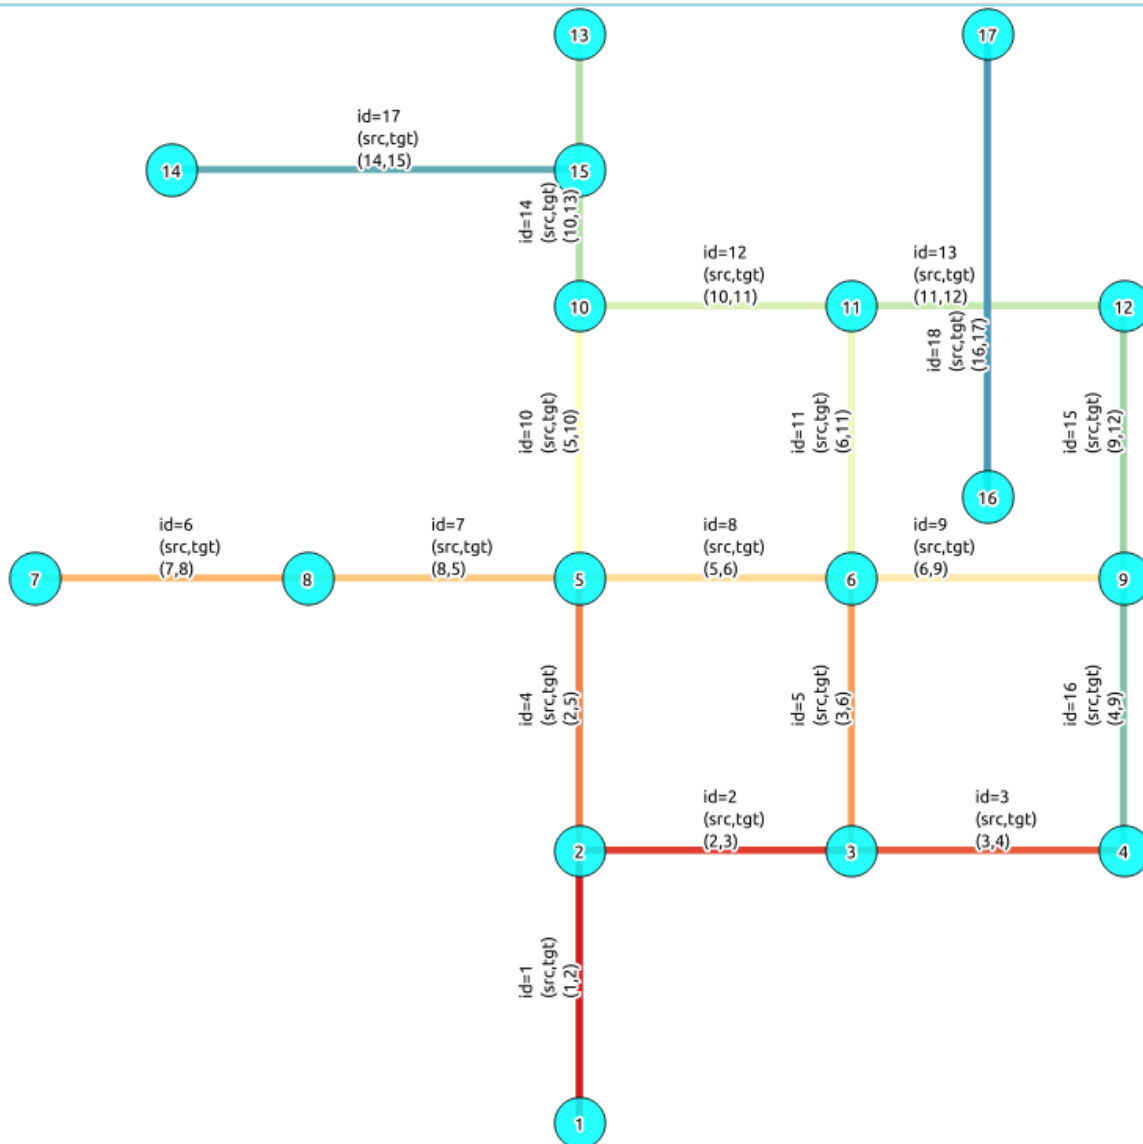 13
17
id=17
(src,tgt)
(14,15)
14
15
id=14
(src,tgt)
(10,13)
id=12
(src,tgt)
(10,11)
id=13
(src,tgt)
(11,12)
10
11
12
id=18
(src,tgt)
(16,17)
id=10
(src,tgt)
(5,10)
id=11
(src,tgt)
(6,11)
id=15
(src,tgt)
(9,12)
16
id=6
(src,tgt)
(7,8)
id=7
(src,tgt)
(8,5)
id=8
(src,tgt)
(5,6)
id=9
(src,tgt)
(6,9)
7
8
5
6
9
id=4
(src,tgt)
(2,5)
id=5
(src,tgt)
(3,6)
id=16
(src,tgt)
(4,9)
id=2
(src,tgt)
(2,3)
id=3
(src,tgt)
(3,4)
2
3
4
id=1
(src,tgt)
(1,2)
1